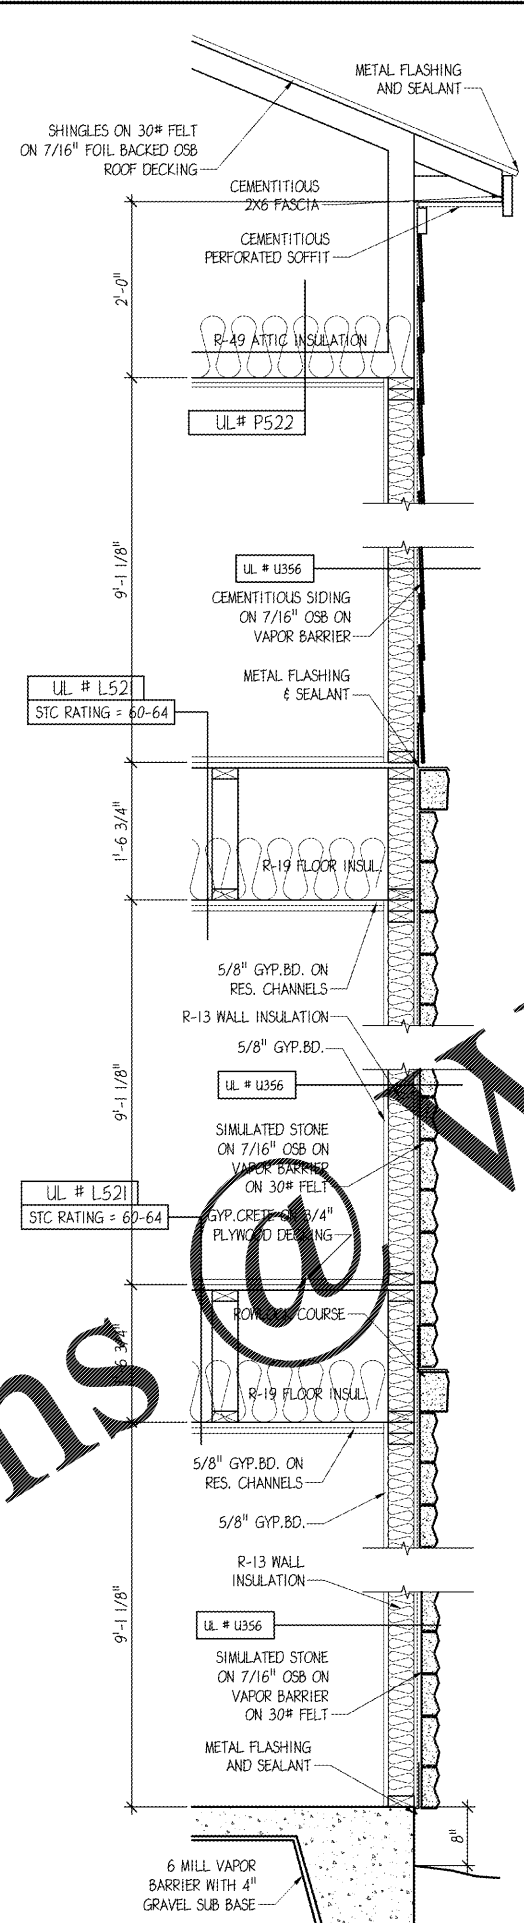 METAL FLASHING
AND SEALANT
SHINGLES ON 30# FELT
ON 7/16" FOIL BACKED OSB
ROOF DECKING
CEMENTITIOUS
2X6 FASCIA
CEMENTITIOUS
PERFORATED SOFFIT
2'-0"
R-49 ATTIC INSULATION
UL# P522
9'-1 1/8"
UL # U356
CEMENTITIOUS SIDING
ON 7/16" OSB ON
VAPOR BARRIER
METAL FLASHING
& SEALANT
UL # L521
STC RATING = 60-64
1'-6 3/4"
R-19 FLOOR INSUL.
5/8" GYP.BD. ON
RES. CHANNELS
R-13 WALL INSULATION
5/8" GYP.BD.
9'-1 1/8"
UL # U356
SIMULATED STONE
ON 7/16" OSB ON
VAPOR BARRIER
ON 30# FELT
UL # L521
STC RATING = 60-64
GYP.CRETE ON 3/4"
PLYWOOD DECKING
ROWLOCK COURSE
1'-6 3/4"
R-19 FLOOR INSUL.
5/8" GYP.BD. ON
RES. CHANNELS
5/8" GYP.BD.
R-13 WALL
INSULATION
9'-1 1/8"
UL # U356
SIMULATED STONE
ON 7/16" OSB ON
VAPOR BARRIER
ON 30# FELT
METAL FLASHING
AND SEALANT
8"
6 MILL VAPOR
BARRIER WITH 4"
GRAVEL SUB BASE
ns @ w